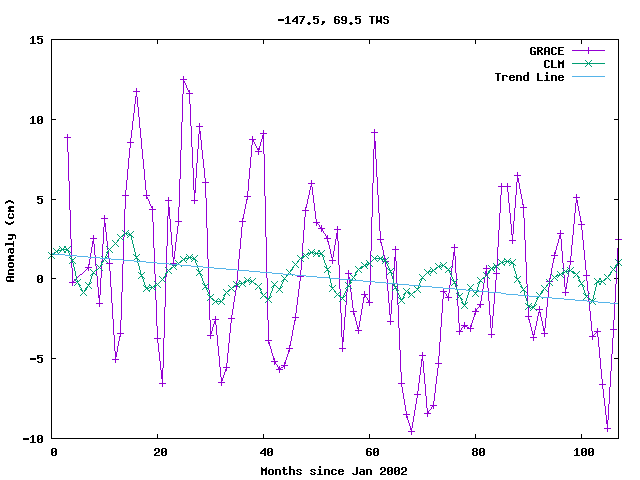 -147.5, 69.5 TWS
GRACE
CLM
Trend Line
15
10
5
0
-5
-10
Anomaly (cm)
0 20 40 60 80 100
Months since Jan 2002